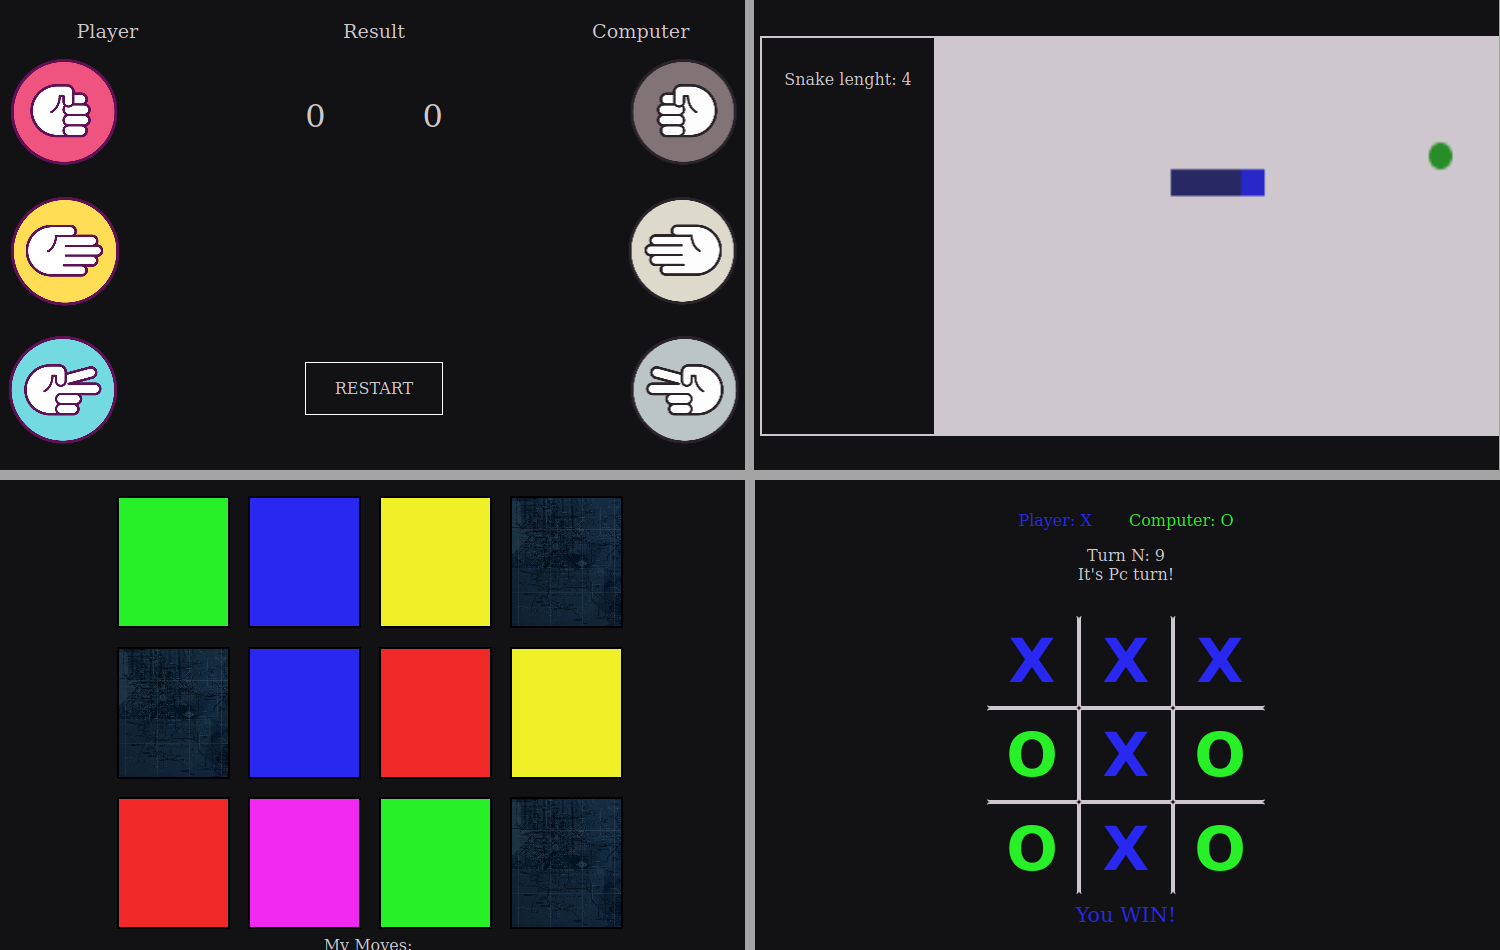 Player Result Computer
0 0
RESTART
Snake lenght: 4
My Moves:
Player: X Computer: O
Turn N: 9
It's Pc turn!
X X X
O X O
O X O
You WIN!